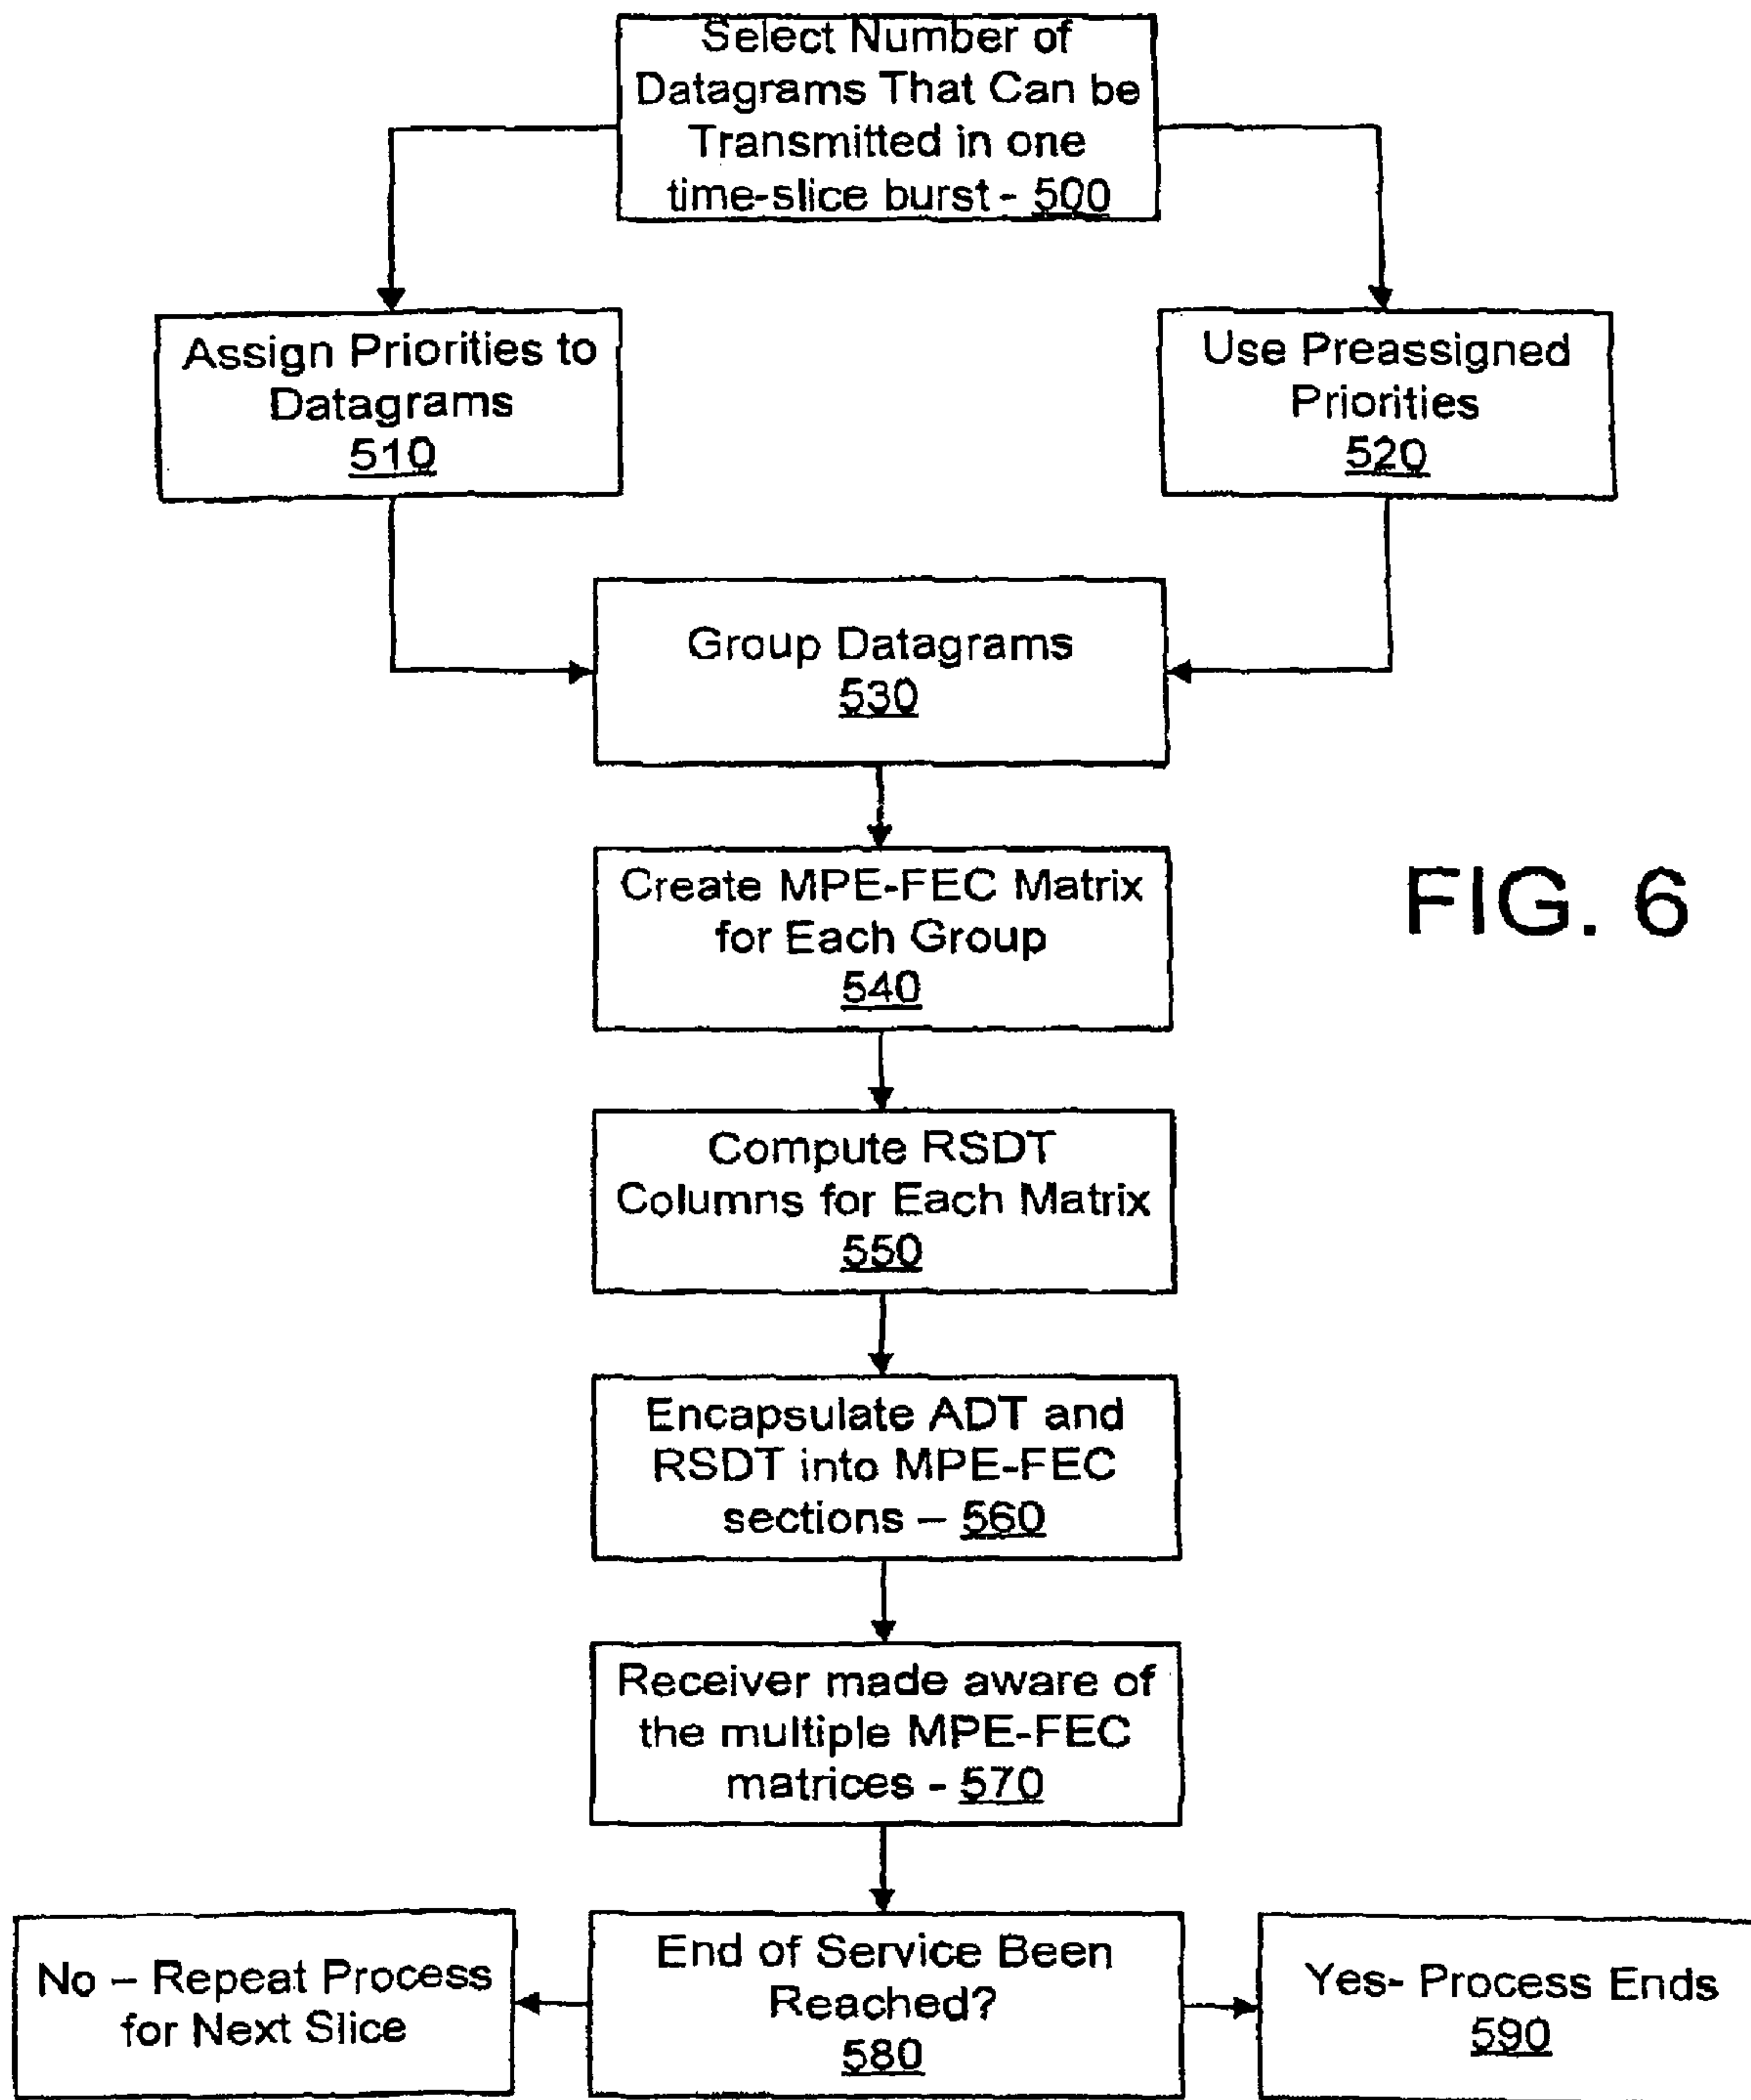 Select Number of
Datagrams That Can be
Transmitted in one
time-slice burst - 500
Assign Priorities to
Datagrams
510
Use Preassigned
Priorities
520
Group Datagrams
530
Create MPE-FEC Matrix
for Each Group
540
FIG. 6
Compute RSDT
Columns for Each Matrix
550
Encapsulate ADT and
RSDT into MPE-FEC
sections – 560
Receiver made aware of
the multiple MPE-FEC
matrices - 570
No – Repeat Process
for Next Slice
End of Service Been
Reached?
580
Yes- Process Ends
590